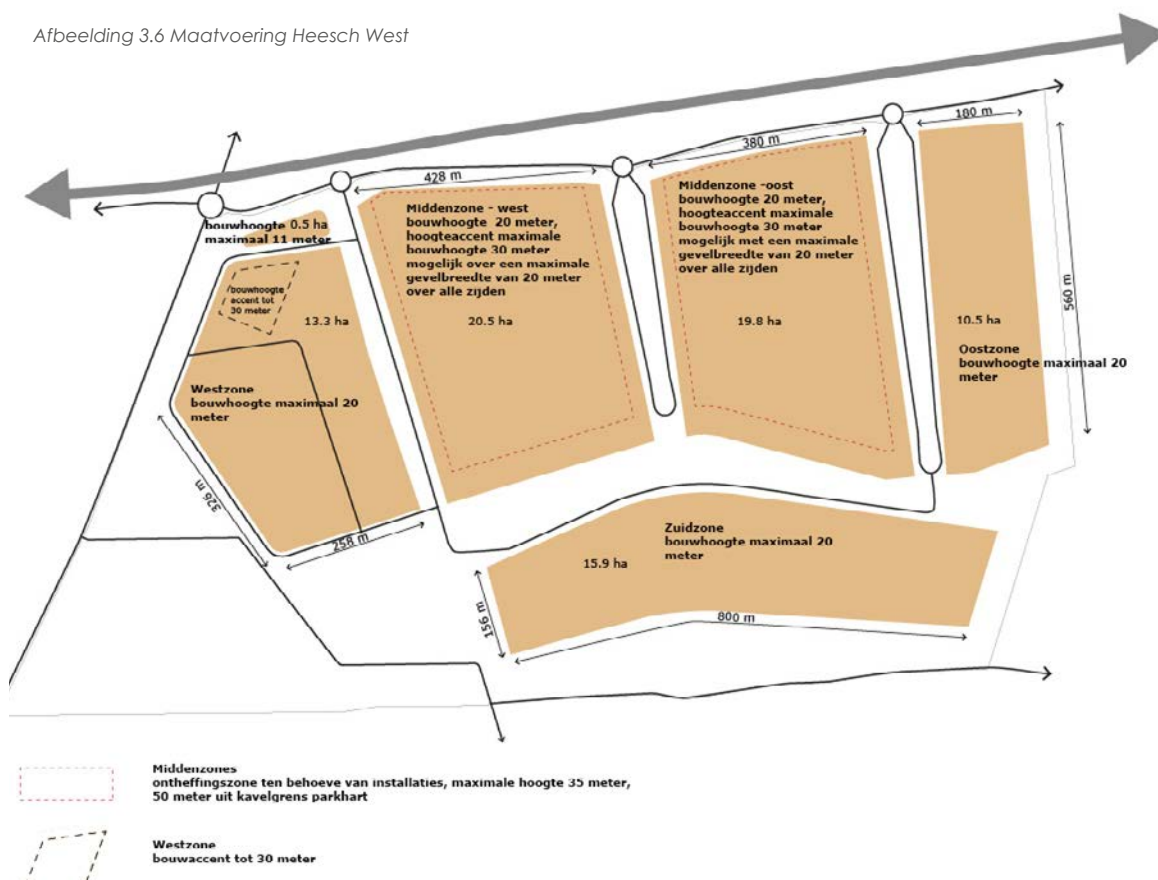 Afbeelding 3.6 Maatvoering Heesch West
180 m
380 m
428 m
bouwhoogte 0.5 ha
maximaal 11 meter
Middenzone - west
bouwhoogte 20 meter,
hoogteaccent maximale
bouwhoogte 30 meter
mogelijk over een maximale
gevelbreedte van 20 meter
over alle zijden
20.5 ha
Middenzone -oost
bouwhoogte 20 meter,
hoogteaccent maximale
bouwhoogte 30 meter
mogelijk met een maximale
gevelbreedte van 20 meter
over alle zijden
19.8 ha
560 m
bouwhoogte
accent tot
30 meter
13.3 ha
10.5 ha
Oostzone
bouwhoogte maximaal 20
meter
Westzone
bouwhoogte maximaal 20
meter
326 m
258 m
Zuidzone
bouwhoogte maximaal 20
meter
15.9 ha
156 m
800 m
Middenzones
ontheffingszone ten behoeve van installaties, maximale hoogte 35 meter,
50 meter uit kavelgrens parkhart
Westzone
bouwaccent tot 30 meter